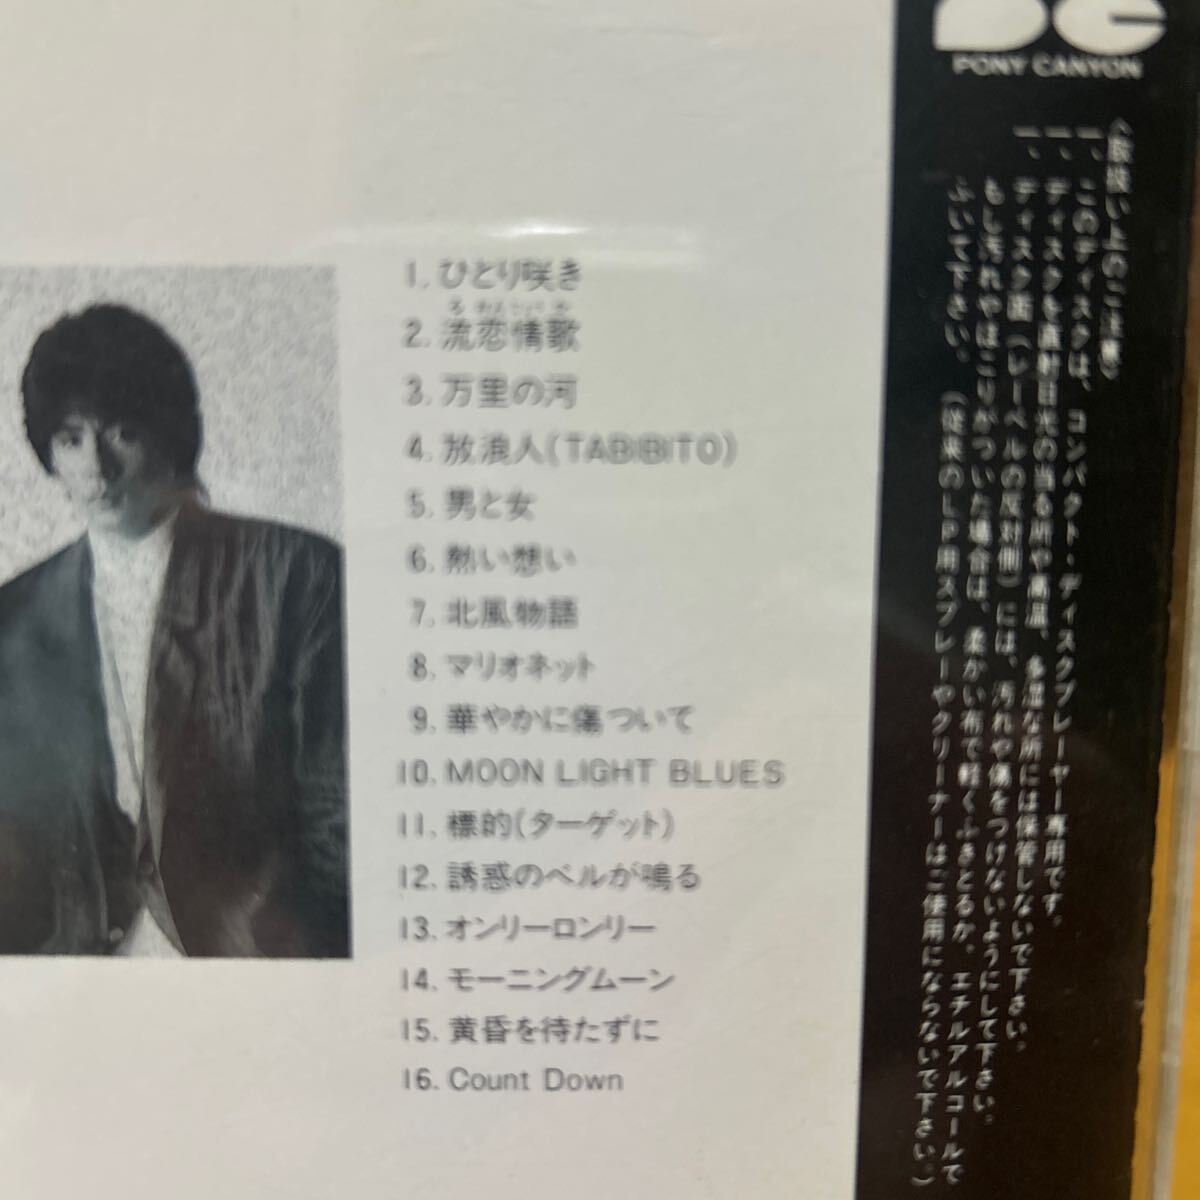 PONY CANYON
1. ひとり咲き
るれんじょうか
2. 流恋情歌
3. 万里の河
4. 放浪人(TABIBITO)
5. 男と女
6. 熱い想い
7. 北風物語
8. マリオネット
9. 華やかに傷ついて
10. MOON LIGHT BLUES
11. 標的(ターゲット)
12. 誘惑のベルが鳴る
13. オンリーロンリー
14. モーニングムーン
15. 黄昏を待たずに
16. Count Down
〈取扱い上のご注意〉
一、このディスクは、コンパクト・ディスクプレーヤー専用です。
一、ディスクを直射日光の当る所や高温、多湿な所には保管しないで下さい。
一、ディスク面(レーベルの反対側)には、汚れや傷をつけないようにして下さい。
もし汚れやほこりがついた場合は、柔かい布で軽くふきとるか、エチルアルコールで
ふいて下さい。(従来のLP用スプレーやクリーナーはご使用にならないで下さい。)